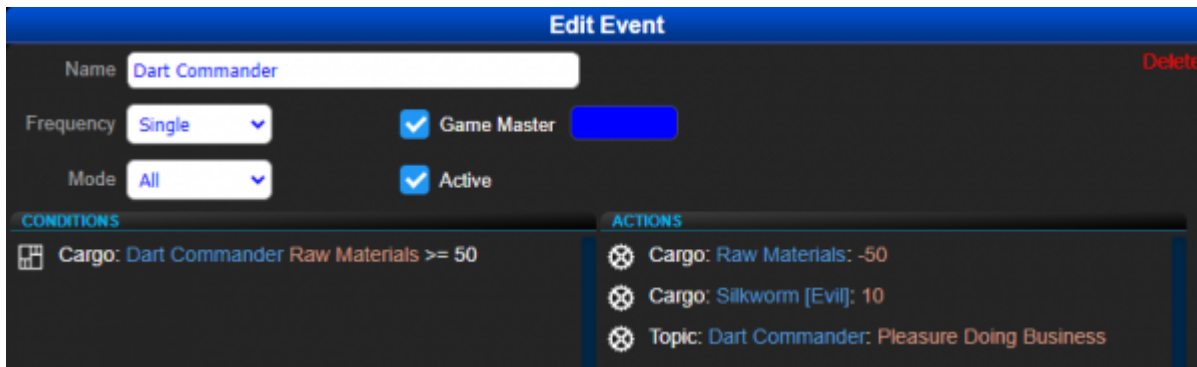 Edit Event
Name Dart Commander Delete
Frequency Single Game Master
Mode All Active
CONDITIONS ACTIONS
Cargo: Dart Commander Raw Materials >= 50 Cargo: Raw Materials: -50
Cargo: Silkworm [Evil]: 10
Topic: Dart Commander: Pleasure Doing Business